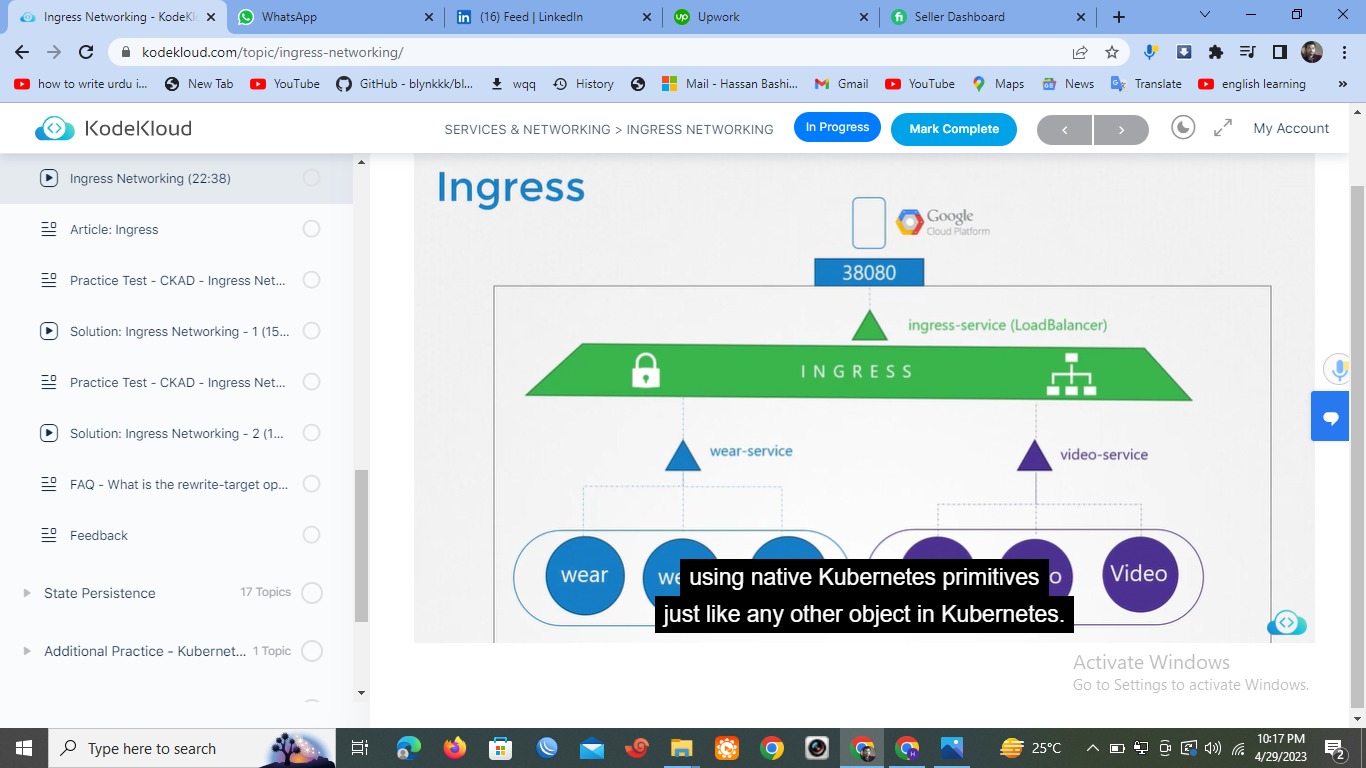 Ingress Networking - KodeKl
WhatsApp
(16) Feed | LinkedIn
Upwork
Seller Dashboard
kodekloud.com/topic/ingress-networking/
how to write urdu i...
New Tab
YouTube
GitHub - blynkkk/bl...
wqq
History
Mail - Hassan Bashi...
Gmail
YouTube
Maps
News
Translate
english learning
»
KodeKloud
SERVICES & NETWORKING > INGRESS NETWORKING
In Progress
Mark Complete
My Account
Ingress Networking (22:38)
Article: Ingress
Practice Test - CKAD - Ingress Net...
Solution: Ingress Networking - 1 (15...
Practice Test - CKAD - Ingress Net...
Solution: Ingress Networking - 2 (1...
FAQ - What is the rewrite-target op...
Feedback
State Persistence
17 Topics
Additional Practice - Kubernet...
1 Topic
Ingress
Google
Cloud Platform
38080
ingress-service (LoadBalancer)
INGRESS
wear-service
video-service
wear
we
o
Video
using native Kubernetes primitives
just like any other object in Kubernetes.
Activate Windows
Go to Settings to activate Windows.
Type here to search
25°C
10:17 PM
4/29/2023
2